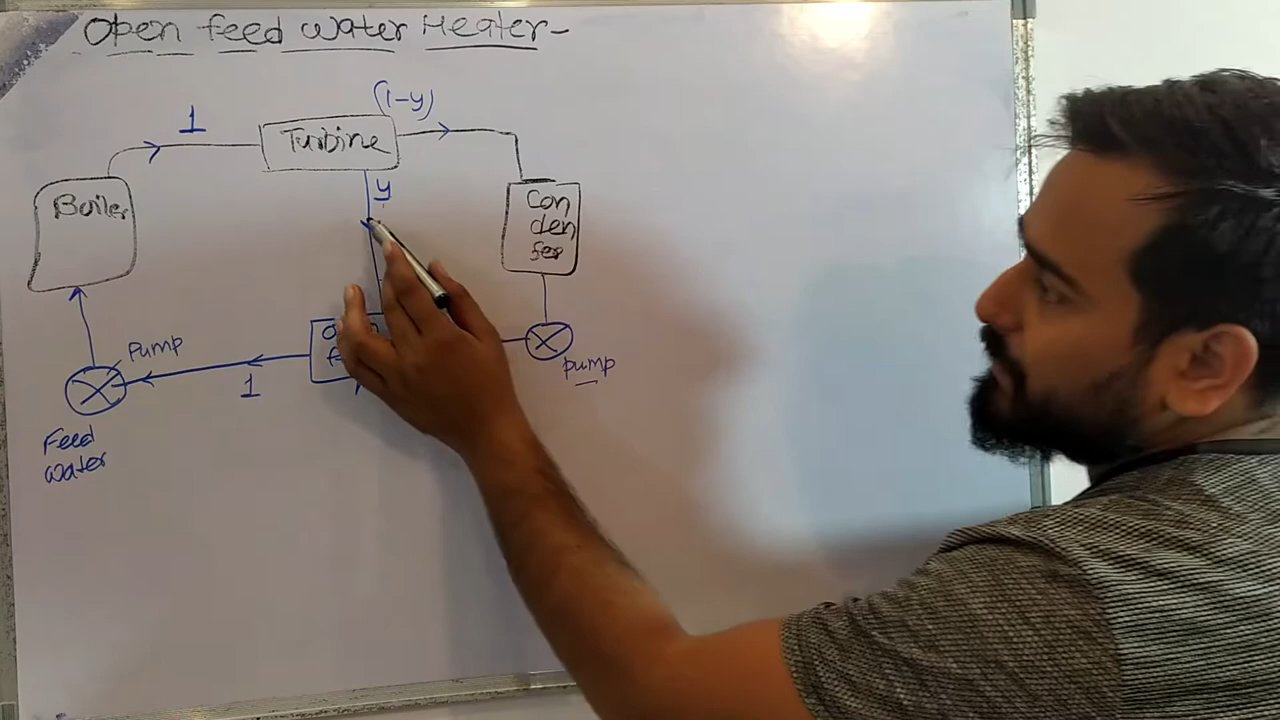 Open feed water Heater-
(1-y)
1
Turbine
y
Boiler
Con
den
ser
Pump
1
pump
Feed
water